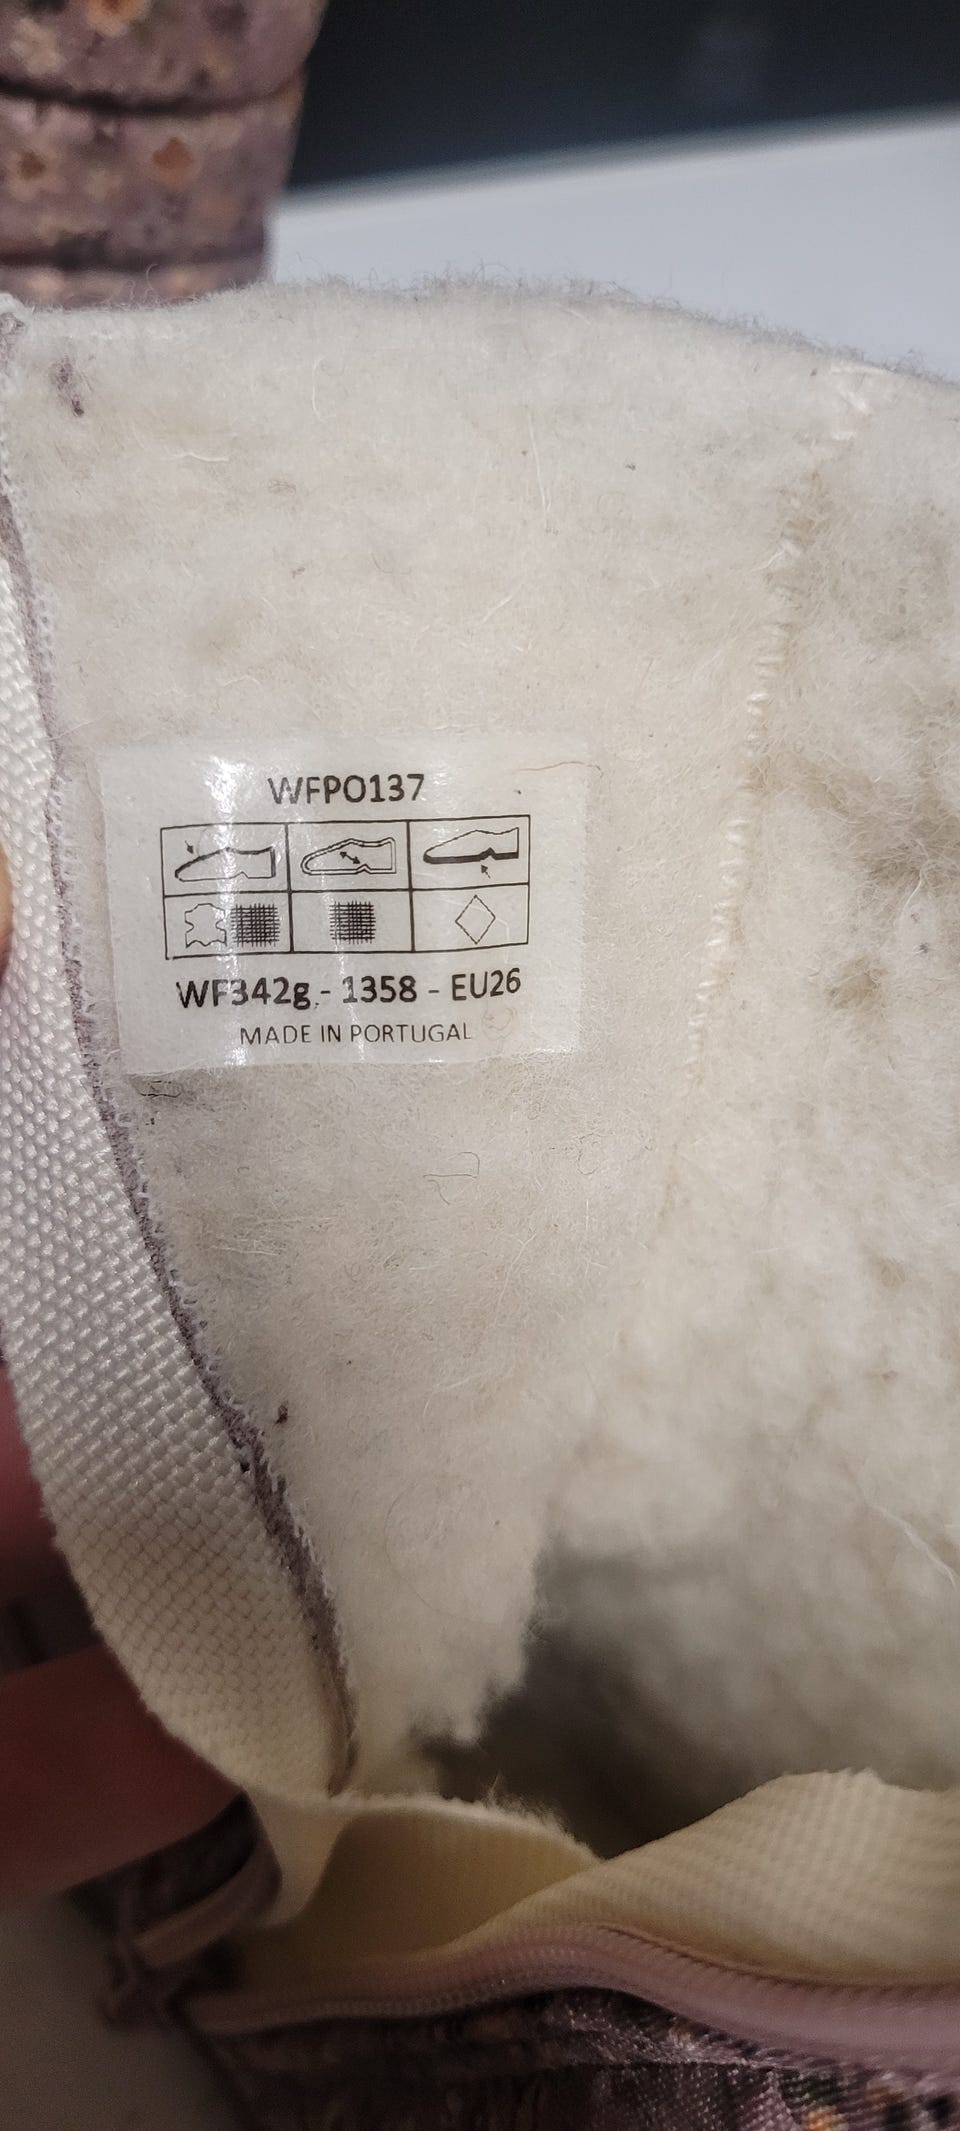 WFPO137
WF342g.- 1358 - EU26
MADE IN PORTUGAL